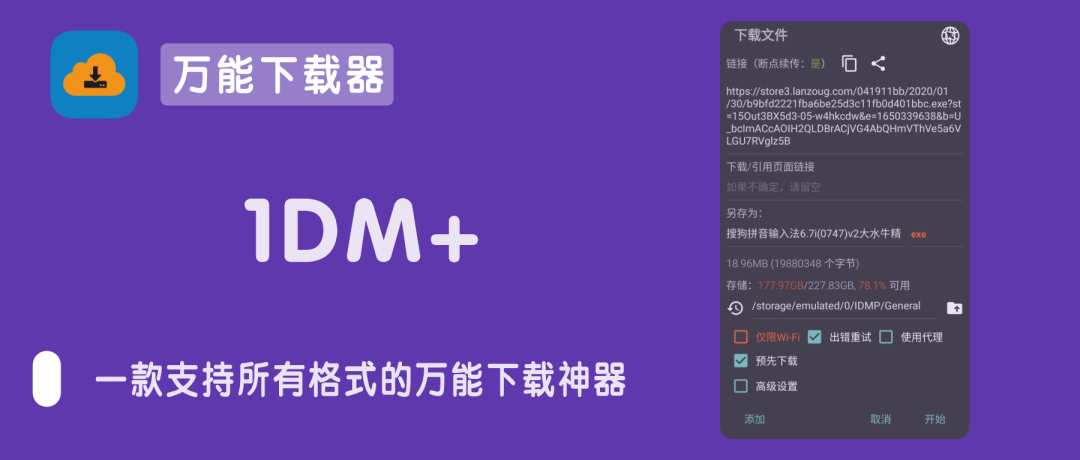 万能下载器
1DM+
一款支持所有格式的万能下载神器
下载文件
链接（断点续传：是）
https://store3.lanzoug.com/041911bb/2020/01
/30/b9bfd2221fba6be25d3c11fb0d401bbc.exe?st
=15Out3BX5d3-05-w4hkcdw&e=1650339638&b=U
_bcImACcAOIH2QLDBrACjVG4AbQHmVThVe5a6V
LGU7RVgIz5B
下载/引用页面链接
如果不确定，请留空
另存为：
搜狗拼音输入法6.7i(0747)v2大水牛精 exe
18.96MB (19880348 个字节)
存储：177.97GB/227.83GB, 78.1% 可用
/storage/emulated/0/IDMP/General
仅限Wi-Fi 出错重试 使用代理
预先下载
高级设置
添加 取消 开始